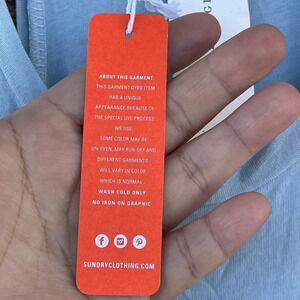 ABOUT THIS GARMENT
THIS GARMENT DYED ITEM
HAS A UNIQUE
APPEARANCE BECAUSE OF
THE SPECIAL DYE PROCESS
WE USE.
SOME COLOR MAY BE
UN EVEN, MAY RUB OFF AND
DIFFERENT GARMENTS
WILL VARY IN COLOR
WHICH IS NORMAL.
WASH COLD ONLY
NO IRON ON GRAPHIC
SUNDRYCLOTHING.COM